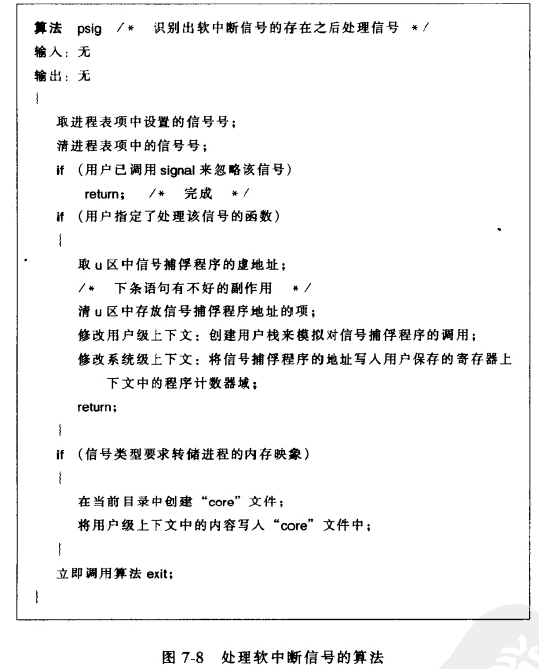 算法 psig /* 识别出软中断信号的存在之后处理信号 */
输入: 无
输出: 无
{
取进程表项中设置的信号号;
清进程表项中的信号号;
if (用户已调用 signal 来忽略该信号)
return; /* 完成 */
if (用户指定了处理该信号的函数)
{
取 u 区中信号捕俘程序的虚地址;
/* 下条语句有不好的副作用 */
清 u 区中存放信号捕俘程序地址的项;
修改用户级上下文: 创建用户栈来模拟对信号捕俘程序的调用;
修改系统级上下文: 将信号捕俘程序的地址写入用户保存的寄存器上
下文中的程序计数器域;
return;
}
if (信号类型要求转储进程的内存映象)
{
在当前目录中创建“core”文件;
将用户级上下文中的内容写入“core”文件中;
}
立即调用算法 exit;
}
图 7-8 处理软中断信号的算法